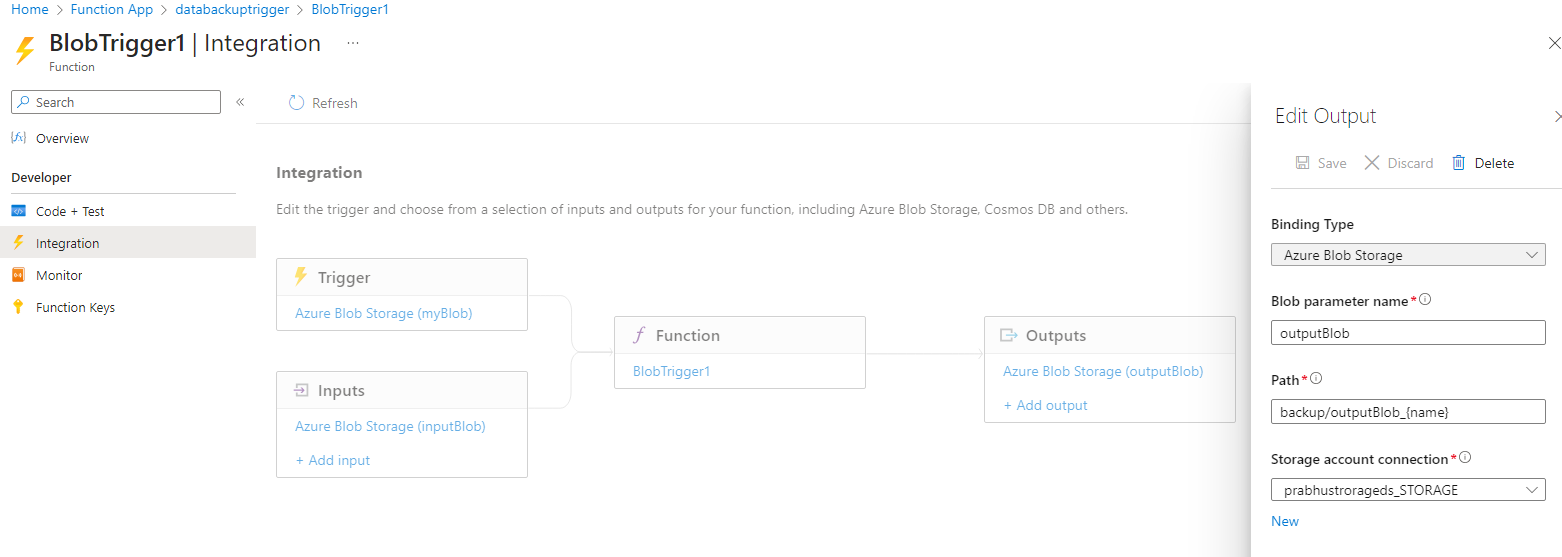 Home > Function App > databackuptrigger > BlobTrigger1
BlobTrigger1 | Integration ...
Function
Search «
Overview
Developer
Code + Test
Integration
Monitor
Function Keys
Refresh
Integration
Edit the trigger and choose from a selection of inputs and outputs for your function, including Azure Blob Storage, Cosmos DB and others.
Trigger
Azure Blob Storage (myBlob)
Inputs
Azure Blob Storage (inputBlob)
+ Add input
Function
BlobTrigger1
Outputs
Azure Blob Storage (outputBlob)
+ Add output
Edit Output
Save Discard Delete
Binding Type
Azure Blob Storage
Blob parameter name*
outputBlob
Path*
backup/outputBlob_{name}
Storage account connection*
prabhustrorageds_STORAGE
New